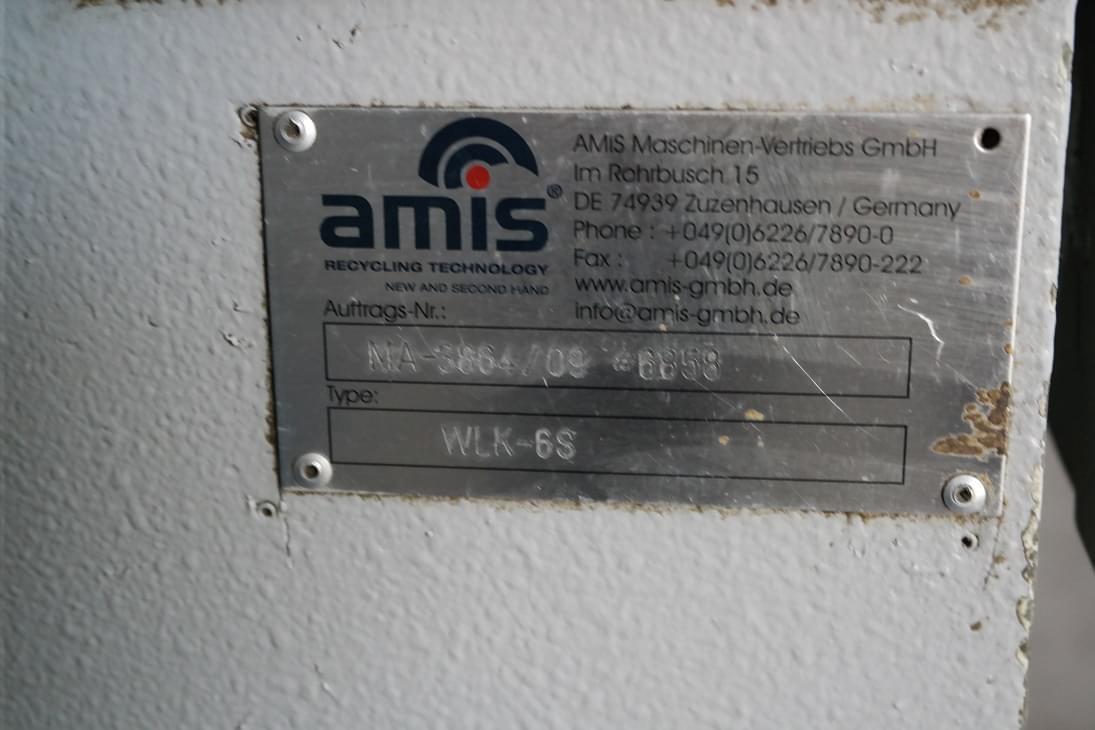 amis®
RECYCLING TECHNOLOGY
NEW AND SECOND HAND
AMIS Maschinen-Vertriebs GmbH
Im Rohrbusch 15
DE 74939 Zuzenhausen / Germany
Phone : +049(0)6226/7890-0
Fax : +049(0)6226/7890-222
www.amis-gmbh.de
info@amis-gmbh.de
Auftrags-Nr.:
Type:
WLK-6S